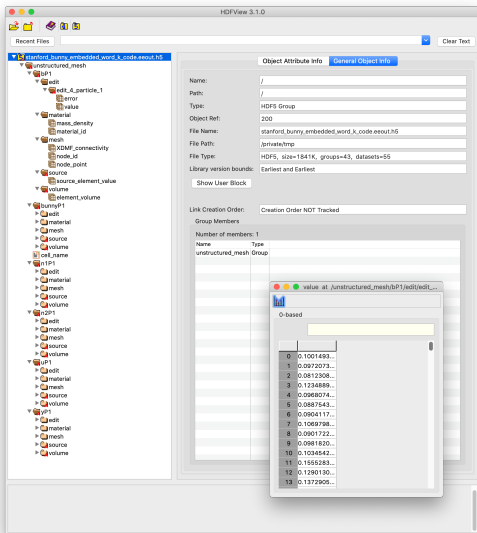 HDFView 3.1.0
Recent Files
Clear Text
stanford_bunny_embedded_word_k_code.eeout.h5
unstructured_mesh
bP1
edit
edit_4_particle_1
error
value
material
mass_density
material_id
mesh
XDMF_connectivity
node_id
node_point
source
source_element_value
volume
element_volume
bunnyP1
edit
material
mesh
source
volume
cell_name
n1P1
edit
material
mesh
source
volume
n2P1
edit
material
mesh
source
volume
uP1
edit
material
mesh
source
volume
yP1
edit
material
mesh
source
volume
Object Attribute Info General Object Info
Name: /
Path: /
Type: HDF5 Group
Object Ref: 200
File Name: stanford_bunny_embedded_word_k_code.eeout.h5
File Path: /private/tmp
File Type: HDF5, size=1841K, groups=43, datasets=55
Library version bounds: Earliest and Earliest
Show User Block
Link Creation Order: Creation Order NOT Tracked
Group Members
Number of members: 1
Name Type
unstructured_mesh Group
value at /unstructured_mesh/bP1/edit/edit_...
0-based
0 0.1001493...
1 0.0972073...
2 0.0812308...
3 0.1234889...
4 0.0968074...
5 0.0887543...
6 0.0904117...
7 0.1069798...
8 0.0901722...
9 0.0981820...
10 0.1034542...
11 0.1555283...
12 0.1290130...
13 0.1372905...